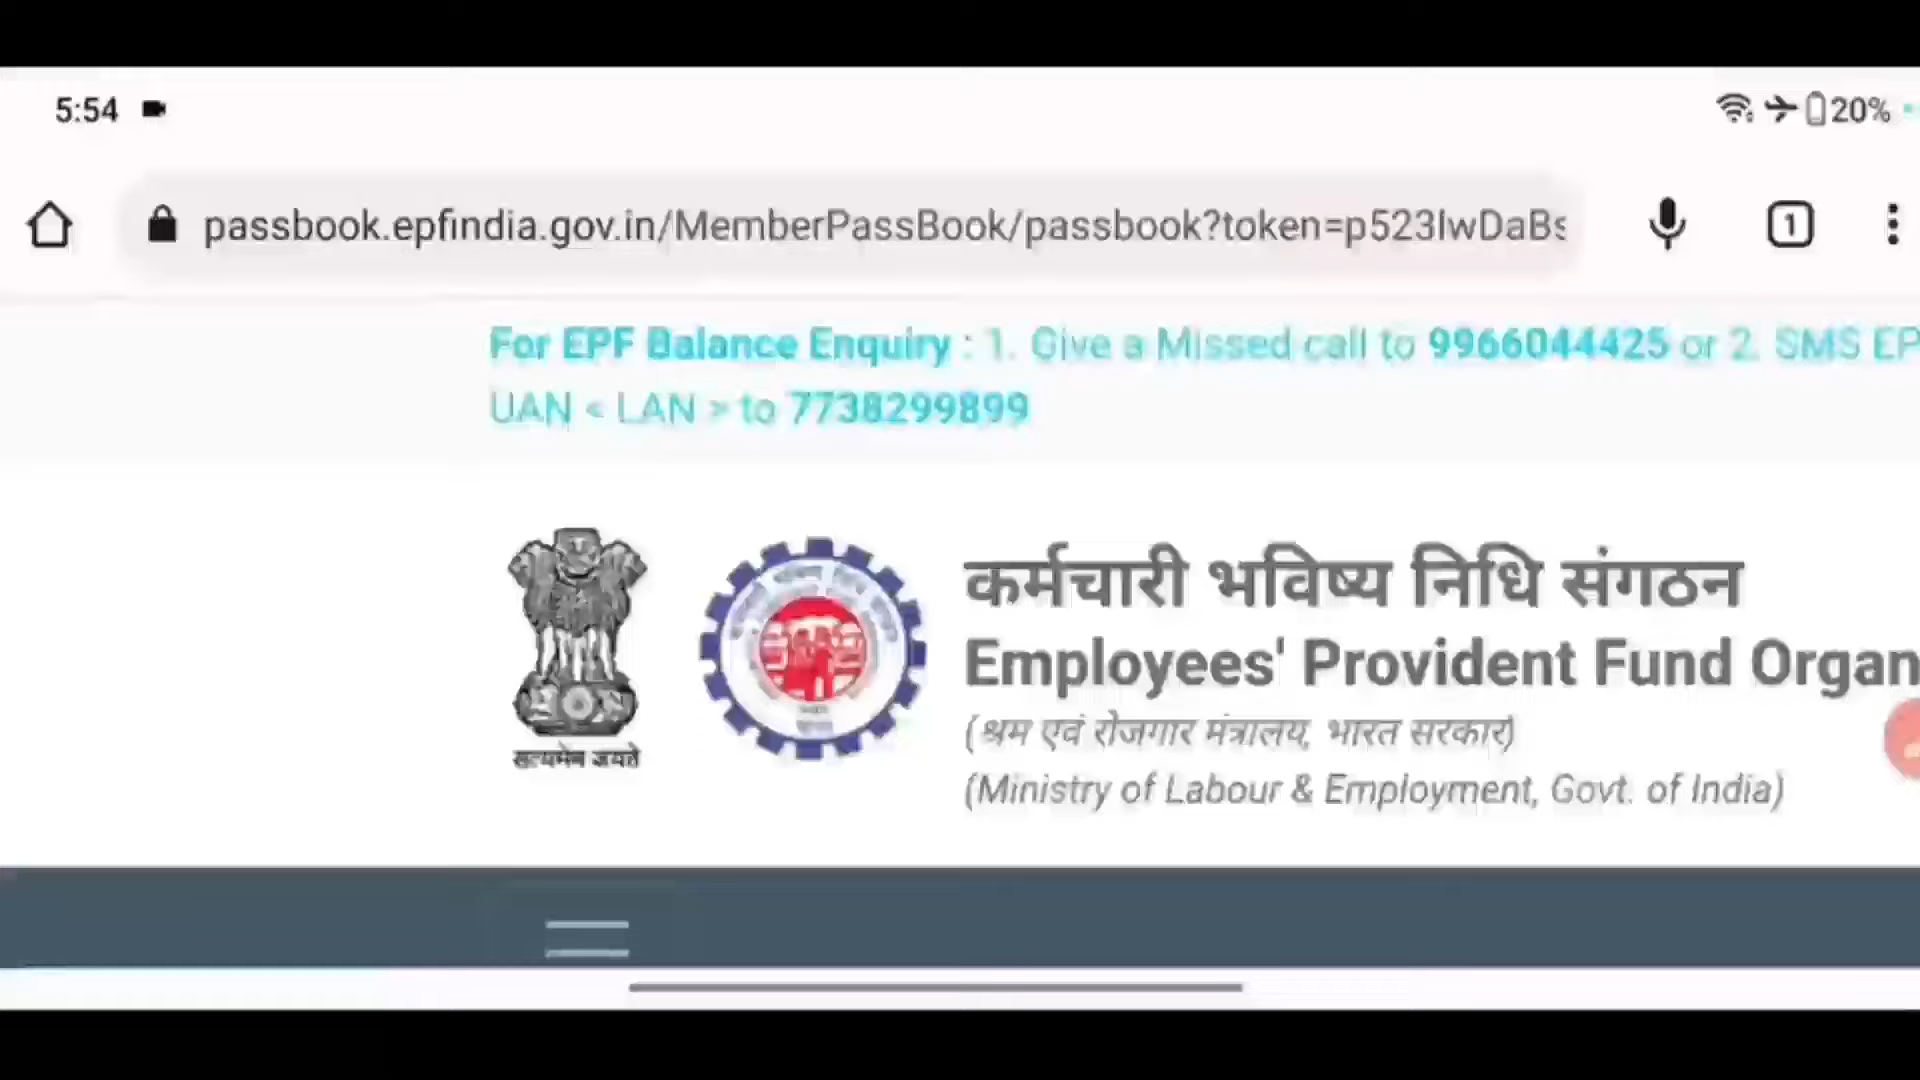 5:54
20%
passbook.epfindia.gov.in/MemberPassBook/passbook?token=p523lwDaBs
1
For EPF Balance Enquiry : 1. Give a Missed call to 9966044425 or 2. SMS EP
UAN < LAN > to 7738299899
कर्मचारी भविष्य निधि संगठन
Employees' Provident Fund Organ
(श्रम एवं रोजगार मंत्रालय, भारत सरकार)
(Ministry of Labour & Employment, Govt. of India)
सत्यमेव जयते